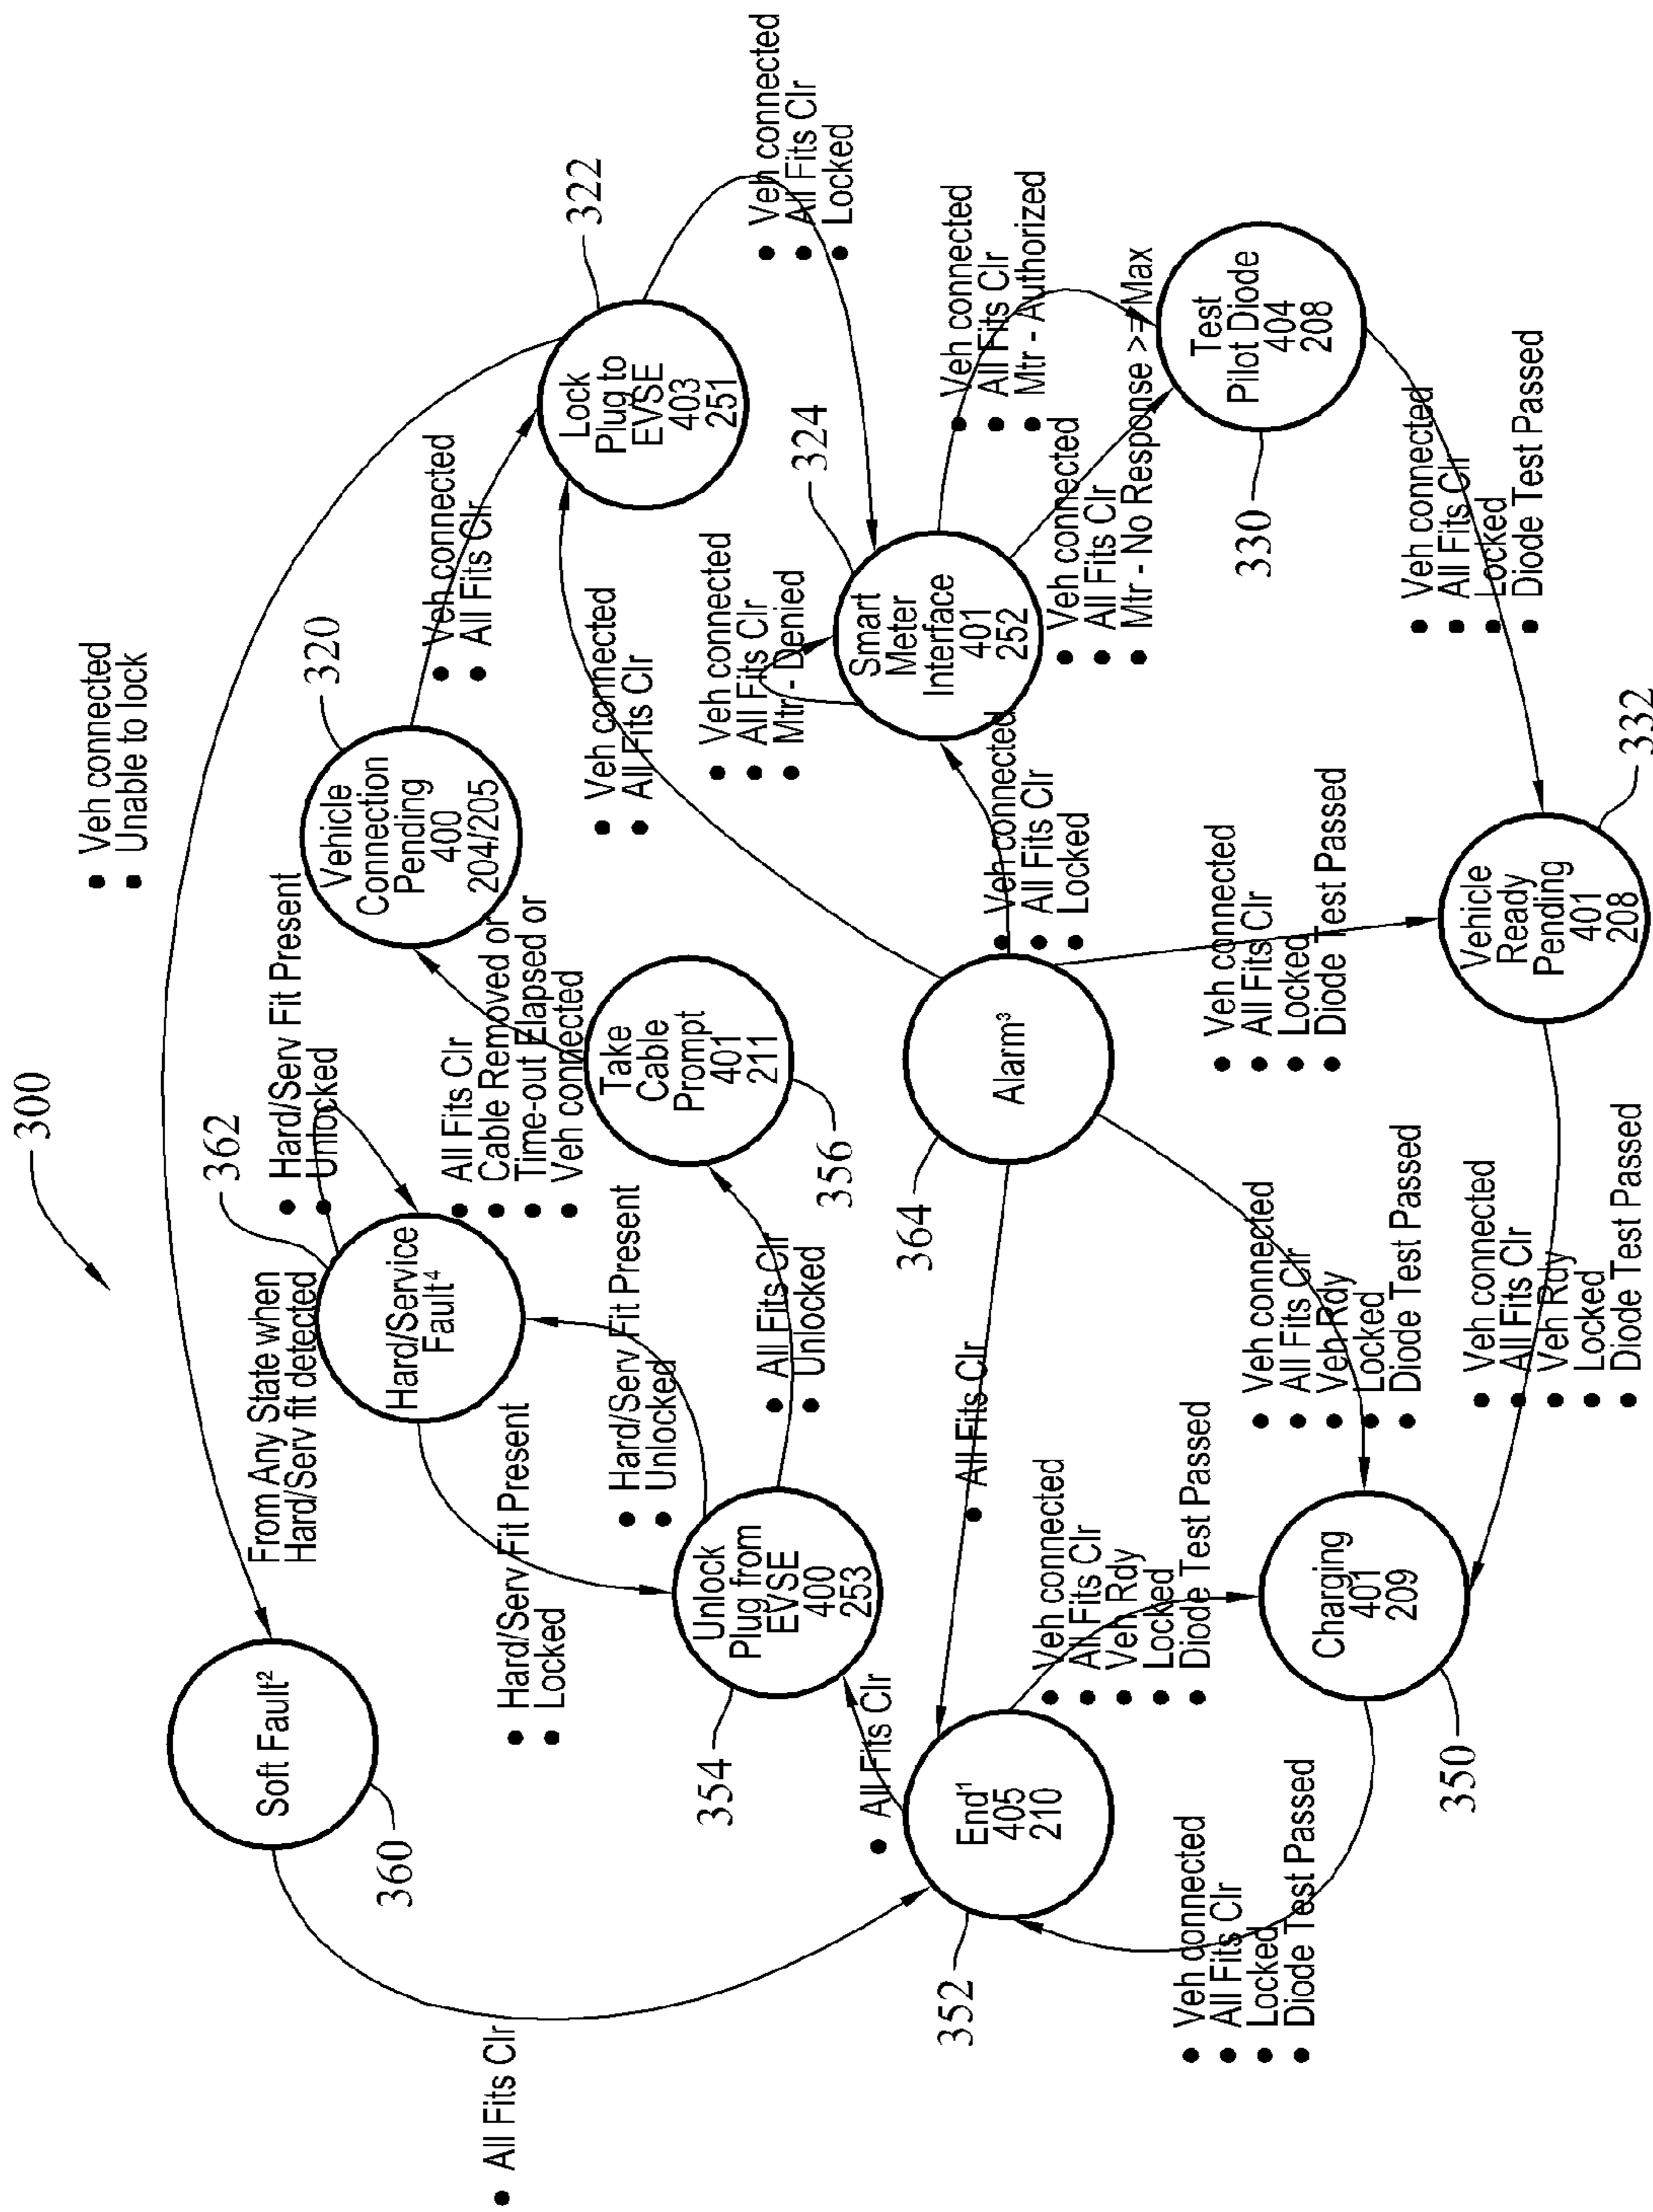 300
• Veh connected
• Unable to lock
Soft Fault²
360
• All Flts Clr
From Any State when
Hard/Serv flt detected
Hard/Service
Fault⁴
362
• Hard/Serv Flt Present
• Unlocked
Vehicle
Connection
Pending
400
204/205
320
• Veh connected
• All Flts Clr
Lock
Plug to
EVSE
403
251
322
• Veh connected
• All Flts Clr
• Locked
• Hard/Serv Flt Present
• Locked
• Hard/Serv Flt Present
• Unlocked
• All Flts Clr
• Cable Removed or
• Time-out Elapsed or
• Veh connected
Take
Cable
Prompt
401
211
356
• Veh connected
• All Flts Clr
Unlock
Plug from
EVSE
400
253
354
• All Flts Clr
• Unlocked
• Veh connected
• All Flts Clr
• Mtr - Denied
Smart
Meter
Interface
401
252
324
• Veh connected
• All Flts Clr
• Mtr - Authorized
• All Flts Clr
End¹
405
210
352
• All Flts Clr
Alarm³
364
• Veh connected
• All Flts Clr
• Locked
• Veh connected
• All Flts Clr
• Mtr - No Response >= Max
Test
Pilot Diode
404
208
330
• Veh connected
• All Flts Clr
• Veh Rdy
• Locked
• Diode Test Passed
• Veh connected
• All Flts Clr
• Locked
• Diode Test Passed
• Veh connected
• All Flts Clr
• Veh Rdy
• Locked
• Diode Test Passed
• Veh connected
• All Flts Clr
• Locked
• Diode Test Passed
• Veh connected
• All Flts Clr
• Locked
• Diode Test Passed
Charging
401
209
350
• Veh connected
• All Flts Clr
• Veh Rdy
• Locked
• Diode Test Passed
Vehicle
Ready
Pending
401
208
332